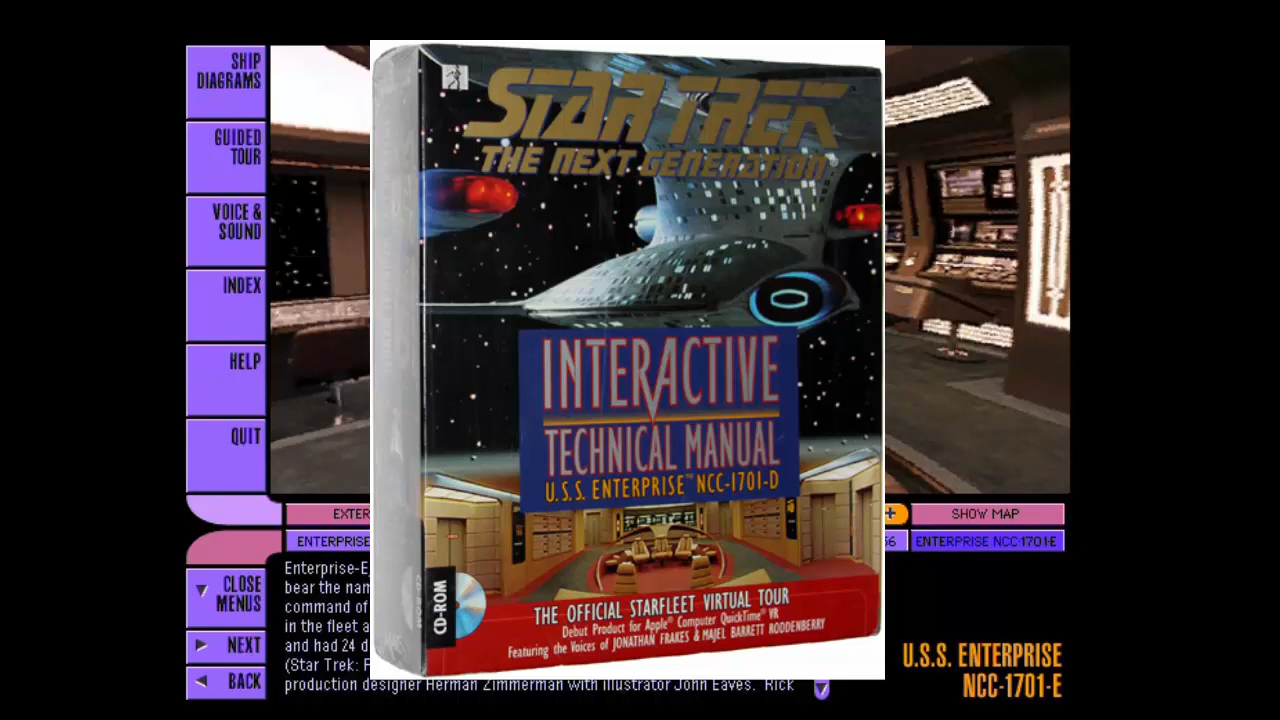 SHIP
DIAGRAMS
GUIDED
TOUR
VOICE &
SOUND
INDEX
HELP
QUIT
STAR TREK
THE NEXT GENERATION®
INTERACTIVE
TECHNICAL MANUAL
U.S.S. ENTERPRISE™ NCC-1701-D
CD-ROM
THE OFFICIAL STARFLEET VIRTUAL TOUR
Debut Product for Apple® Computer QuickTime® VR
Featuring the Voices of JONATHAN FRAKES & MAJEL BARRETT RODDENBERRY
+ SHOW MAP
ENTERPRISE
56 ENTERPRISE NCC-1701-E
CLOSE
MENUS
NEXT
BACK
Enterprise-E,
bear the
command of
in the fleet
and had 24
(Star Trek:
production designer Herman Zimmerman with illustrator John Eaves. Rick
U.S.S. ENTERPRISE
NCC-1701-E